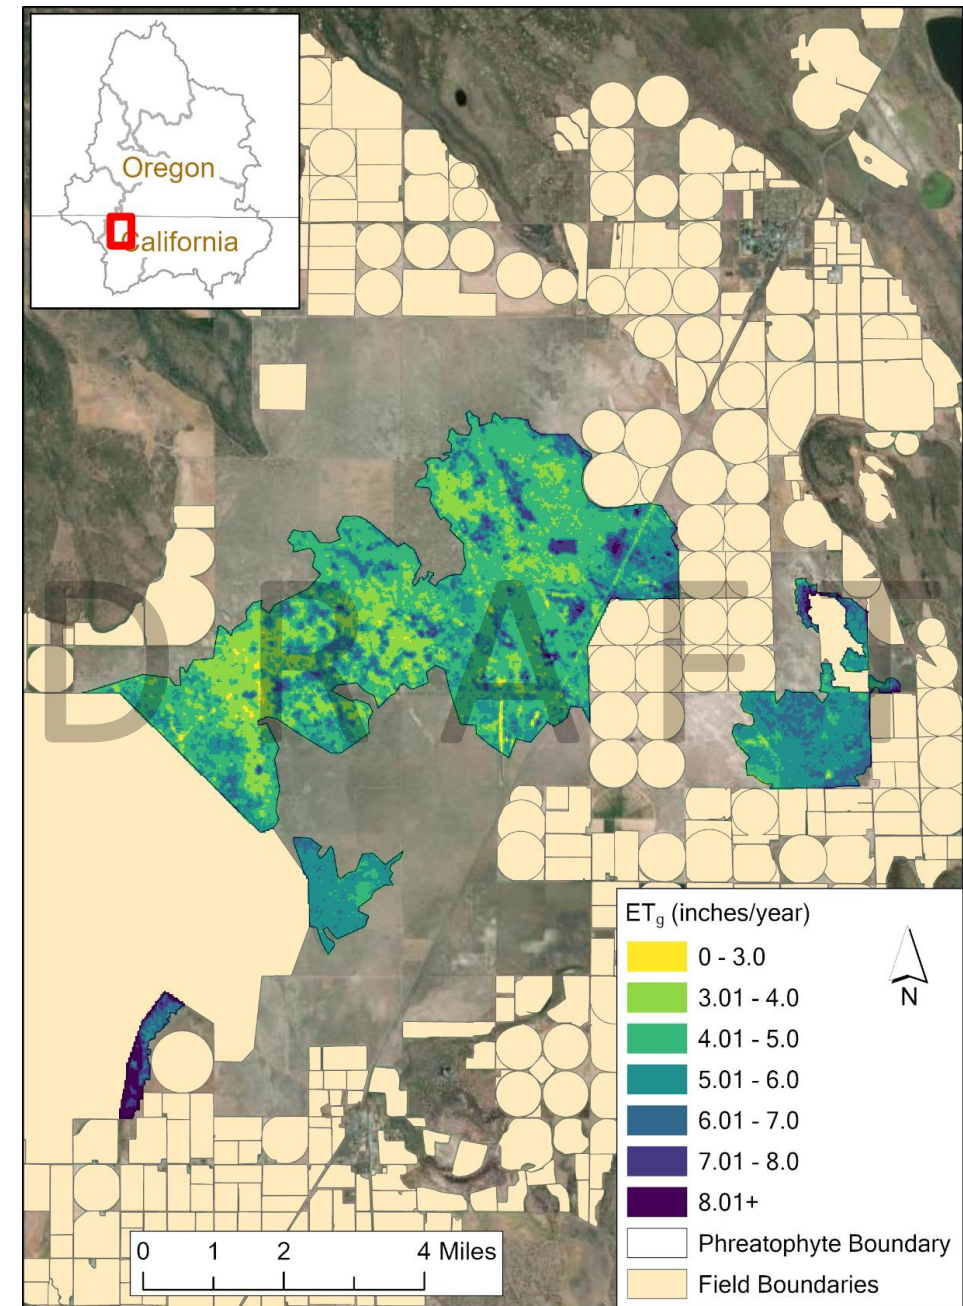 Oregon
California
DRAFT
ET_g (inches/year)
0 - 3.0
3.01 - 4.0
4.01 - 5.0
5.01 - 6.0
6.01 - 7.0
7.01 - 8.0
8.01+
Phreatophyte Boundary
Field Boundaries
N
0 1 2 4 Miles